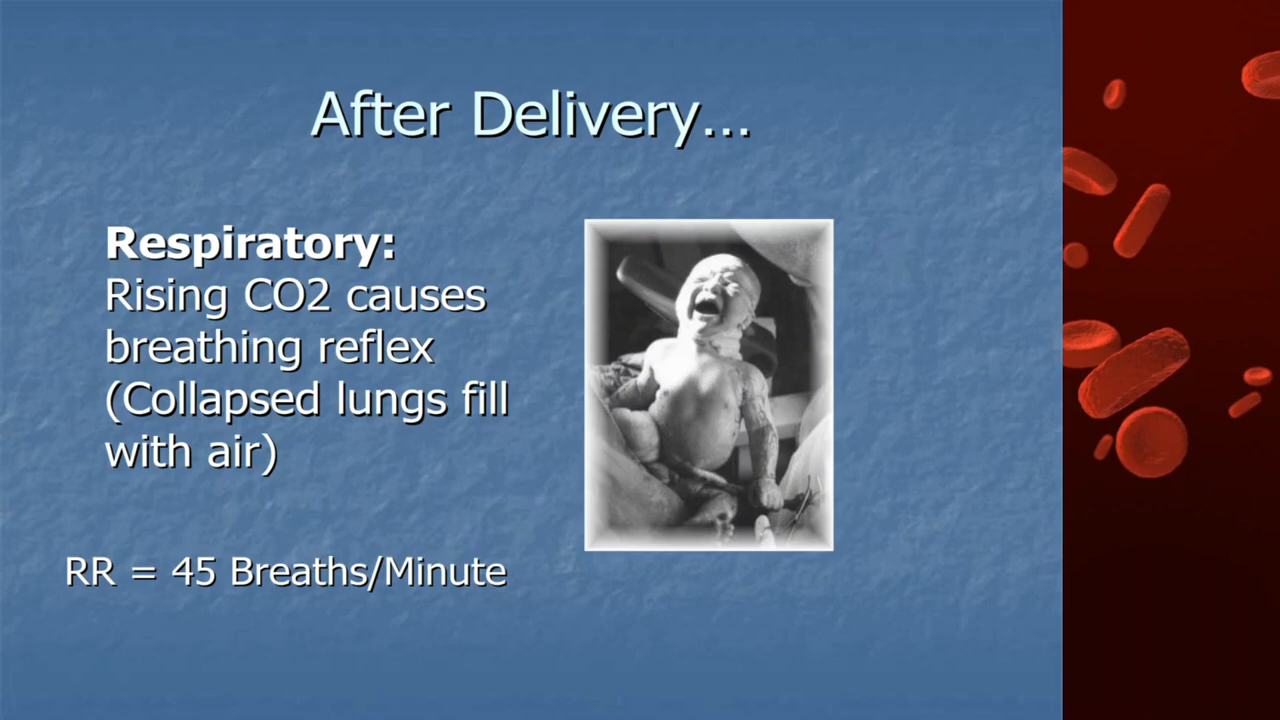 After Delivery...
Respiratory:
Rising CO2 causes
breathing reflex
(Collapsed lungs fill
with air)
RR = 45 Breaths/Minute